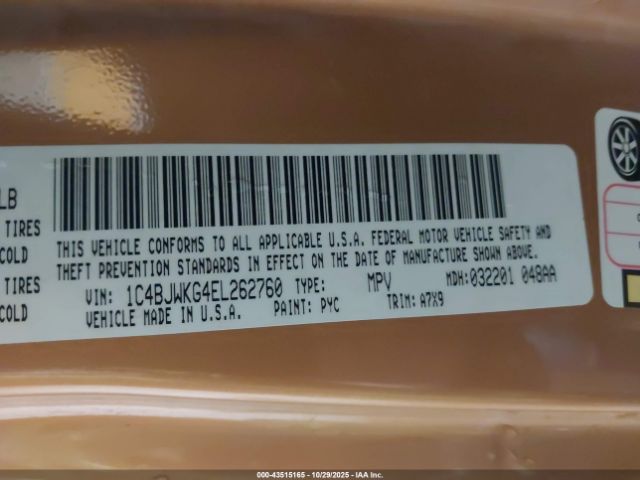 LB
TIRES
COLD
TIRES
COLD
THIS VEHICLE CONFORMS TO ALL APPLICABLE U.S.A. FEDERAL MOTOR VEHICLE SAFETY AND
THEFT PREVENTION STANDARDS IN EFFECT ON THE DATE OF MANUFACTURE SHOWN ABOVE.
VIN: 1C4BJWKG4EL262760 TYPE: MPV MDH:032201 048AA
VEHICLE MADE IN U.S.A. PAINT: PYC TRIM: A7X9
000-43515165 - 10/29/2025 - IAA Inc.